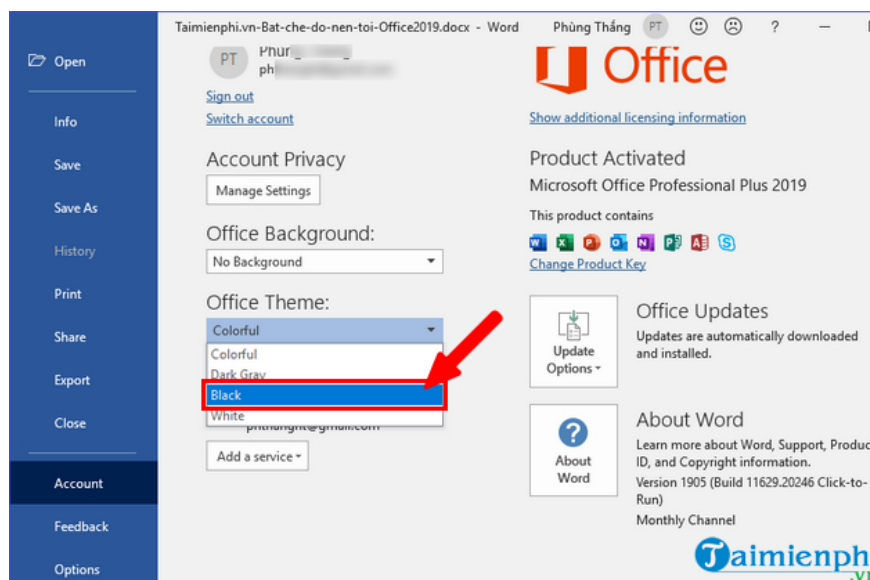 Taimienphi.vn-Bat-che-do-nen-toi-Office2019.docx - Word Phùng Thắng PT ?
Open
Info
Save
Save As
History
Print
Share
Export
Close
Account
Feedback
Options
PT
ph
Sign out
Switch account
Account Privacy
Manage Settings
Office Background:
No Background
Office Theme:
Colorful
Colorful
Dark Gray
Black
White
Add a service
Office
Show additional licensing information
Product Activated
Microsoft Office Professional Plus 2019
This product contains
Change Product Key
Update
Options
Office Updates
Updates are automatically downloaded
and installed.
?
About
Word
About Word
Learn more about Word, Support, Produc
ID, and Copyright information.
Version 1905 (Build 11629.20246 Click-to-
Run)
Monthly Channel
Taimienph
.vn